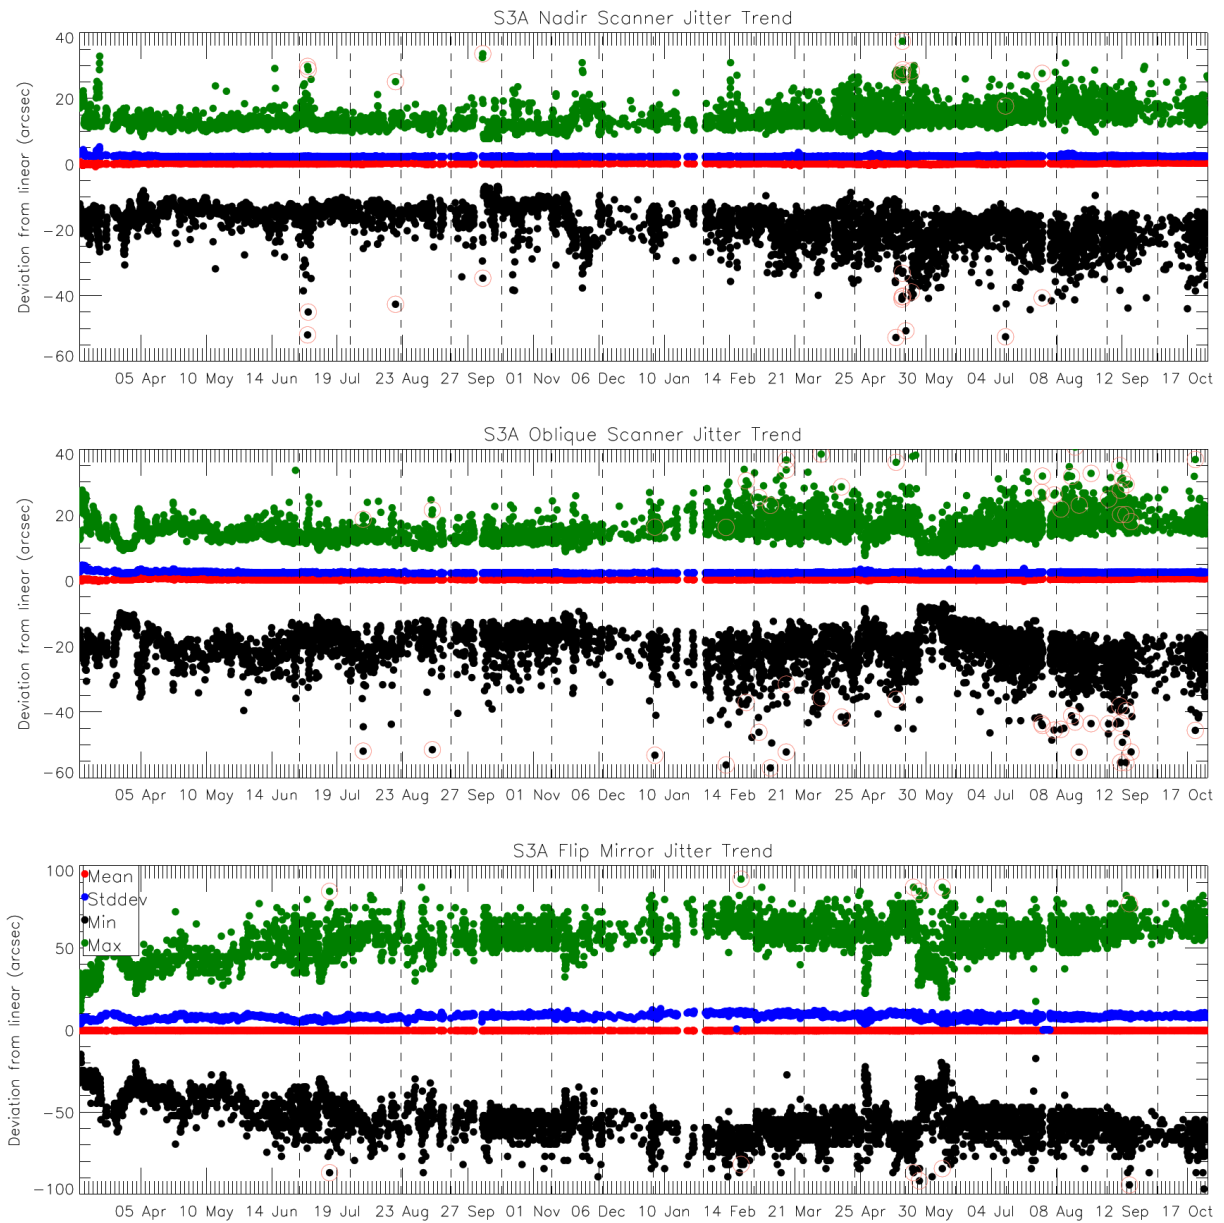 S3A Nadir Scanner Jitter Trend
Deviation from linear (arcsec)
40
20
0
-20
-40
-60
05 Apr 10 May 14 Jun 19 Jul 23 Aug 27 Sep 01 Nov 06 Dec 10 Jan 14 Feb 21 Mar 25 Apr 30 May 04 Jul 08 Aug 12 Sep 17 Oct
S3A Oblique Scanner Jitter Trend
Deviation from linear (arcsec)
40
20
0
-20
-40
-60
05 Apr 10 May 14 Jun 19 Jul 23 Aug 27 Sep 01 Nov 06 Dec 10 Jan 14 Feb 21 Mar 25 Apr 30 May 04 Jul 08 Aug 12 Sep 17 Oct
S3A Flip Mirror Jitter Trend
Deviation from linear (arcsec)
100
50
0
-50
-100
Mean
Stddev
Min
Max
05 Apr 10 May 14 Jun 19 Jul 23 Aug 27 Sep 01 Nov 06 Dec 10 Jan 14 Feb 21 Mar 25 Apr 30 May 04 Jul 08 Aug 12 Sep 17 Oct